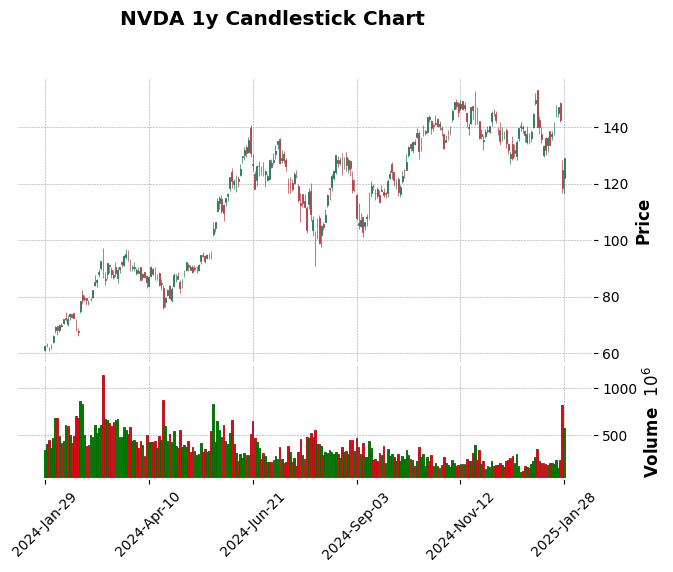 NVDA 1y Candlestick Chart
140
120
100
80
60
Price
1000
500
Volume 10^6
2024-Jan-29
2024-Apr-10
2024-Jun-21
2024-Sep-03
2024-Nov-12
2025-Jan-28